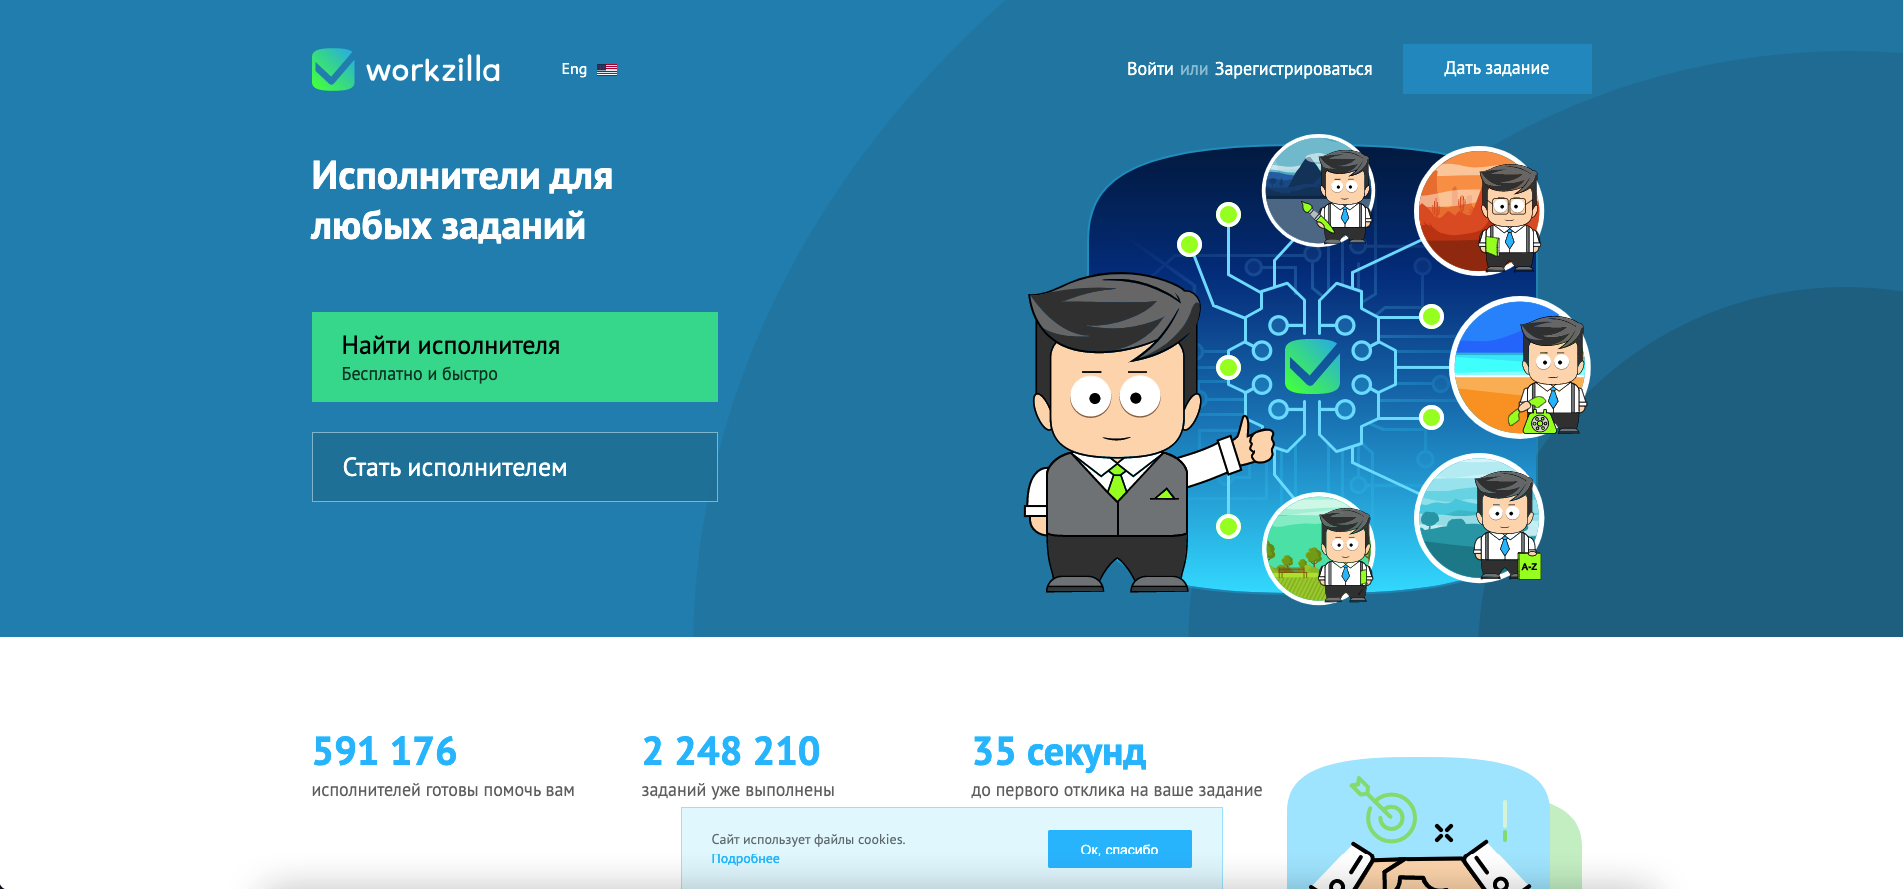 workzilla
Eng
Войти или Зарегистрироваться
Дать задание
Исполнители для
любых заданий
Найти исполнителя
Бесплатно и быстро
Стать исполнителем
A-Z
591 176
исполнителей готовы помочь вам
2 248 210
заданий уже выполнены
35 секунд
до первого отклика на ваше задание
Сайт использует файлы cookies.
Подробнее
Ок, спасибо